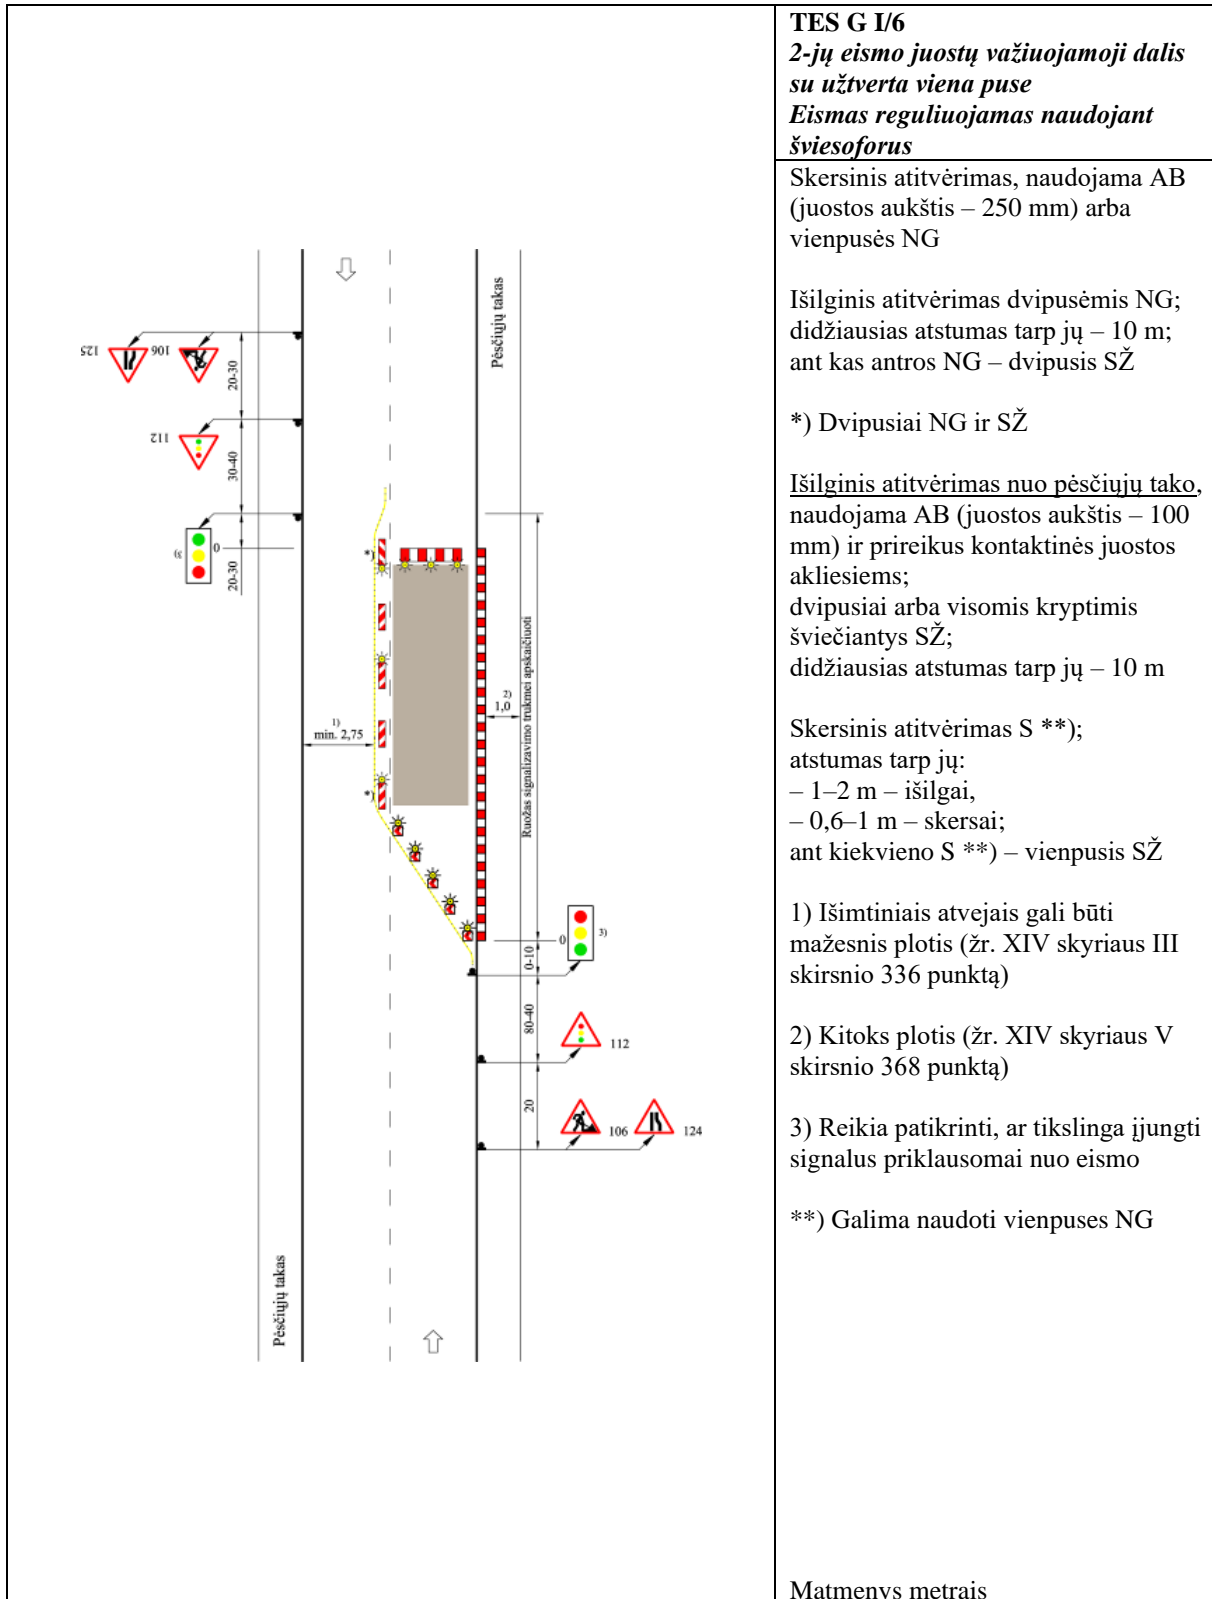 TES G I/6
2-jų eismo juostų važiuojamoji dalis
su užtverta viena puse
Eismas reguliuojamas naudojant
šviesoforus
Skersinis atitvėrimas, naudojama AB
(juostos aukštis – 250 mm) arba
vienpusės NG
Išilginis atitvėrimas dvipusėmis NG;
didžiausias atstumas tarp jų – 10 m;
ant kas antros NG – dvipusis SŽ
*) Dvipusiai NG ir SŽ
Išilginis atitvėrimas nuo pėsčiųjų tako,
naudojama AB (juostos aukštis – 100
mm) ir prireikus kontaktinės juostos
akliesiems;
dvipusiai arba visomis kryptimis
šviečiantys SŽ;
didžiausias atstumas tarp jų – 10 m
Skersinis atitvėrimas S **);
atstumas tarp jų:
– 1–2 m – išilgai,
– 0,6–1 m – skersai;
ant kiekvieno S **) – vienpusis SŽ
1) Išimtiniais atvejais gali būti
mažesnis plotis (žr. XIV skyriaus III
skirsnio 336 punktą)
2) Kitoks plotis (žr. XIV skyriaus V
skirsnio 368 punktą)
3) Reikia patikrinti, ar tikslinga įjungti
signalus priklausomai nuo eismo
**) Galima naudoti vienpuses NG
Matmenys metrais
Pėsčiųjų takas
125
106
20-30
112
30-40
3)
0
20-30
*)
Ruožas signalizavimo trukmei apskaičiuoti
2)
1,0
1)
min. 2,75
*)
0
3)
0-10
80-40
112
20
106
124
Pėsčiųjų takas